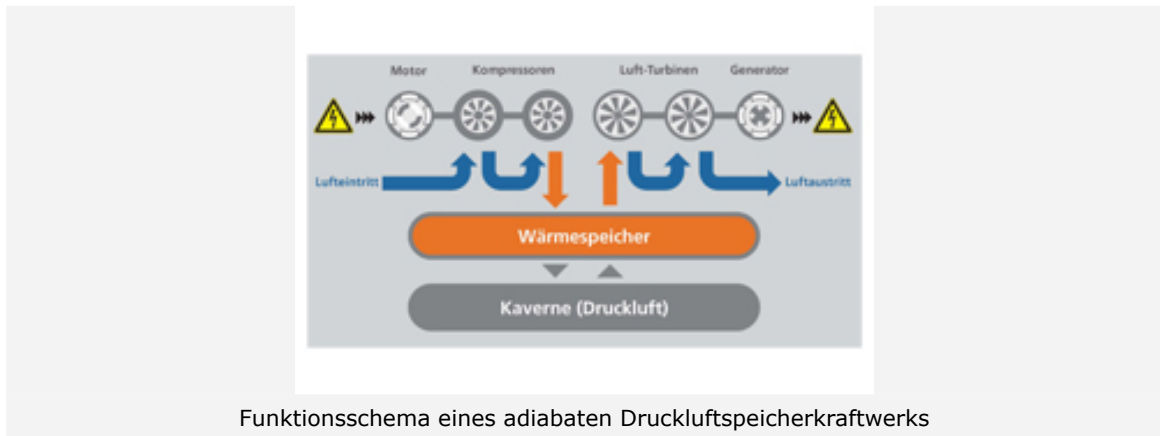 Motor Kompressoren Luft-Turbinen Generator
Lufteintritt Luftaustritt
Wärmespeicher
Kaverne (Druckluft)
Funktionsschema eines adiabaten Druckluftspeicherkraftwerks